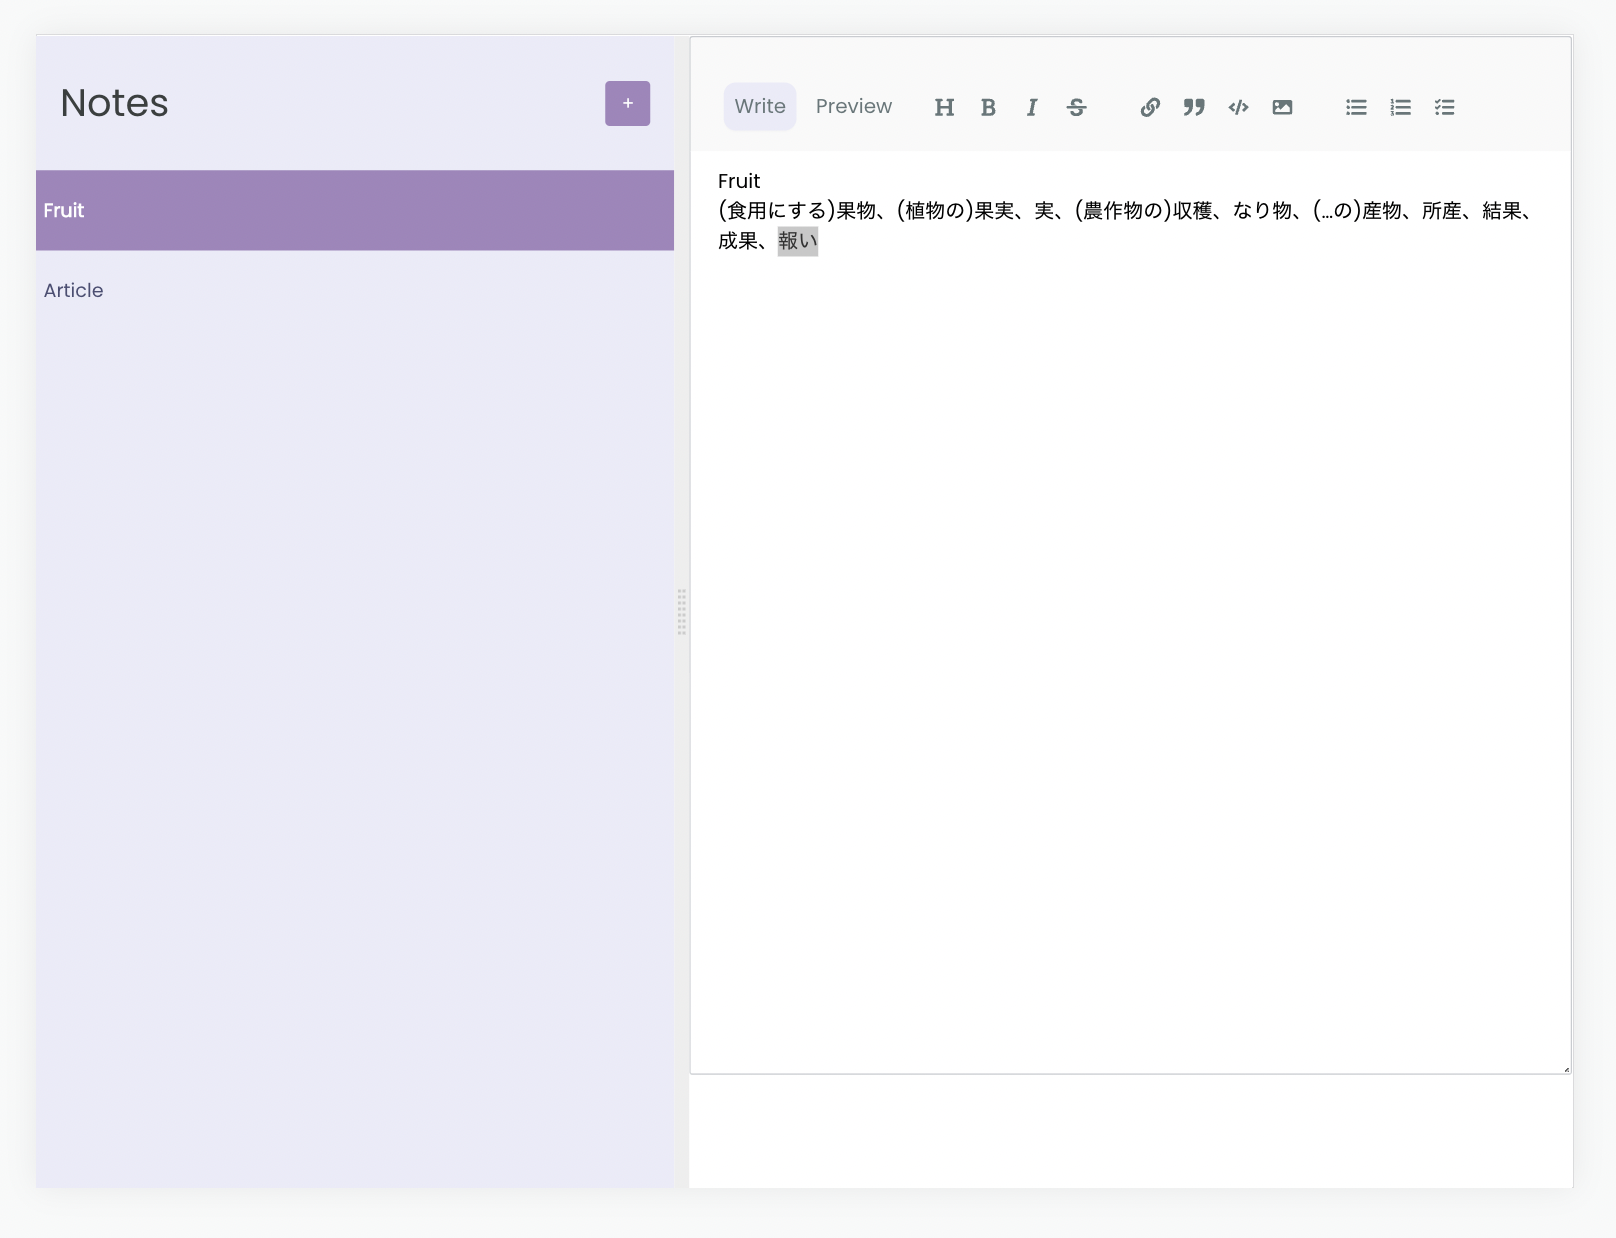 Notes
+
Fruit
Article
Write Preview
Fruit
(食用にする)果物、(植物の)果実、実、(農作物の)収穫、なり物、(...の)産物、所産、結果、
成果、報い